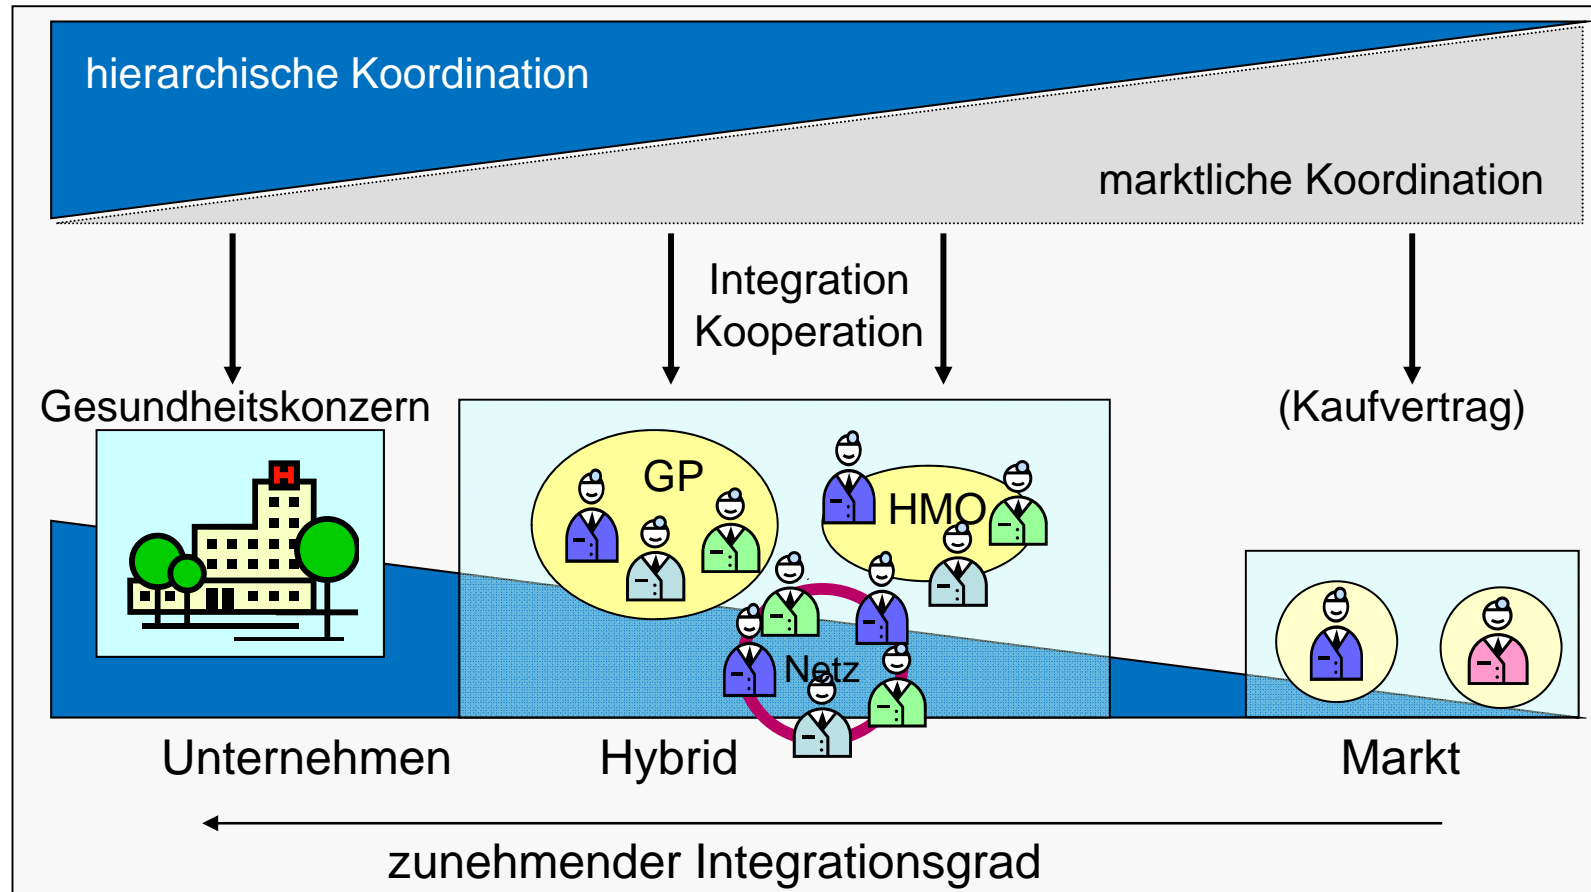 hierarchische Koordination
marktliche Koordination
Integration
Kooperation
Gesundheitskonzern
(Kaufvertrag)
H
GP
HMO
Netz
Unternehmen
Hybrid
Markt
zunehmender Integrationsgrad